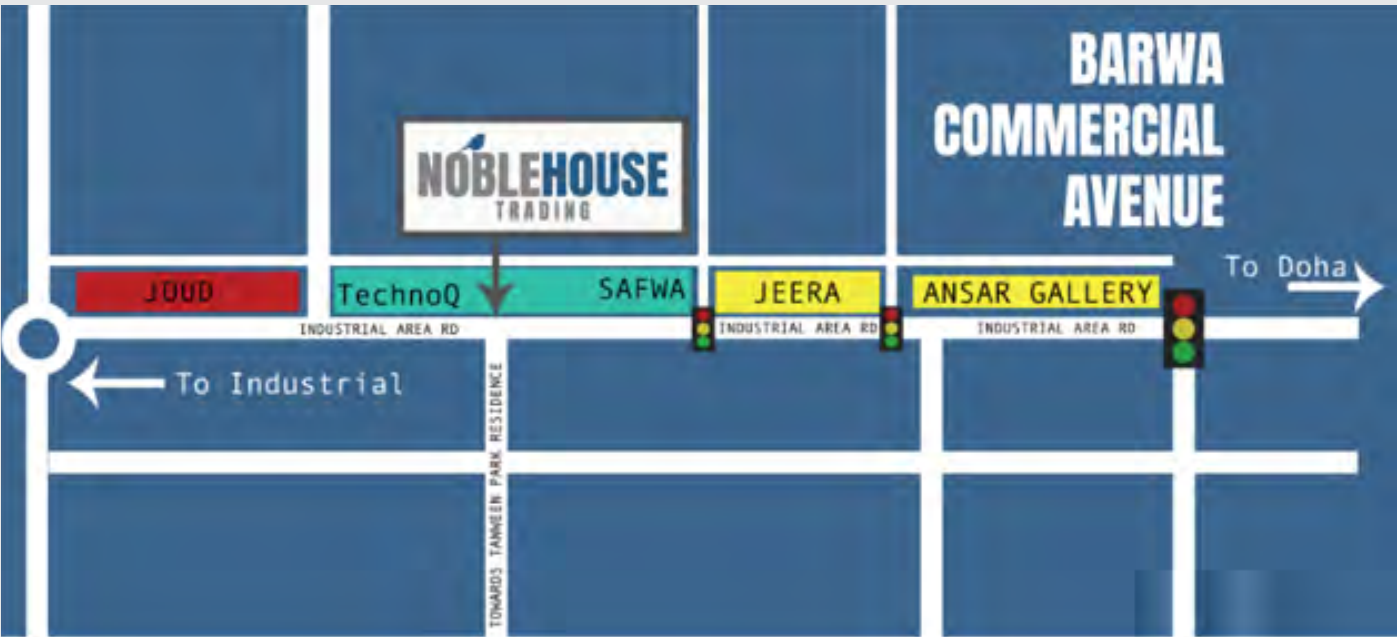 BARWA
COMMERCIAL
AVENUE
NOBLEHOUSE
TRADING
To Doha
JOUD
TechnoQ
SAFWA
JEERA
ANSAR GALLERY
INDUSTRIAL AREA RD
INDUSTRIAL AREA RD
INDUSTRIAL AREA RD
To Industrial
TOWARDS TANWEEN PARK RESIDENCE